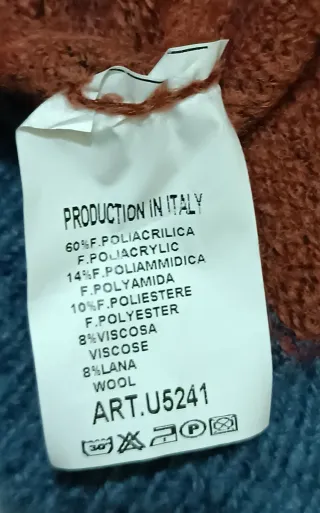 PRODUCTION IN ITALY
60%F.POLIACRILICA
F.POLIACRYLIC
14%F.POLIAMMIDICA
F.POLYAMIDA
10%F.POLIESTERE
F.POLYESTER
8%VISCOSA
VISCOSE
8%LANA
WOOL
ART.U5241
30° P